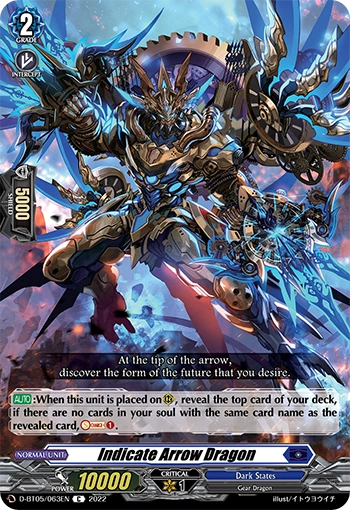 2
GRADE
INTERCEPT
5000
SHIELD
At the tip of the arrow,
discover the form of the future that you desire.
AUTO:When this unit is placed on Ⓡ, reveal the top card of your deck,
if there are no cards in your soul with the same card name as the
revealed card, CHARGE 1.
NORMAL UNIT
Indicate Arrow Dragon
POWER 10000
CRITICAL
1
Dark States
Gear Dragon
D-BT05/063EN C 2022
illust/イトウヨウイチ